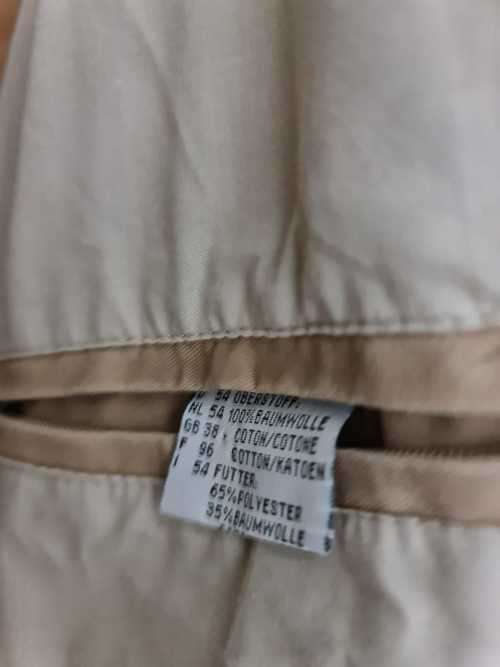 54 OBERSTOFF:
NL 54 100%BAUMWOLLE
GB 38 COTON/COTONE
F 96 COTTON/KATOEN
I 54 FUTTER:
65%POLYESTER
35%BAUMWOLLE